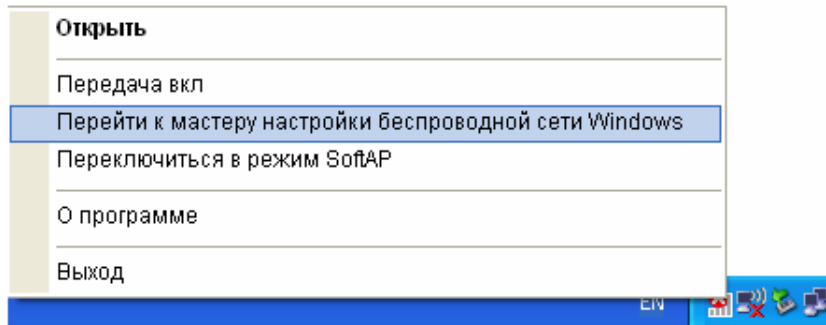 Открыть
Передача вкл
Перейти к мастеру настройки беспроводной сети Windows
Переключиться в режим SoftAP
О программе
Выход
EN